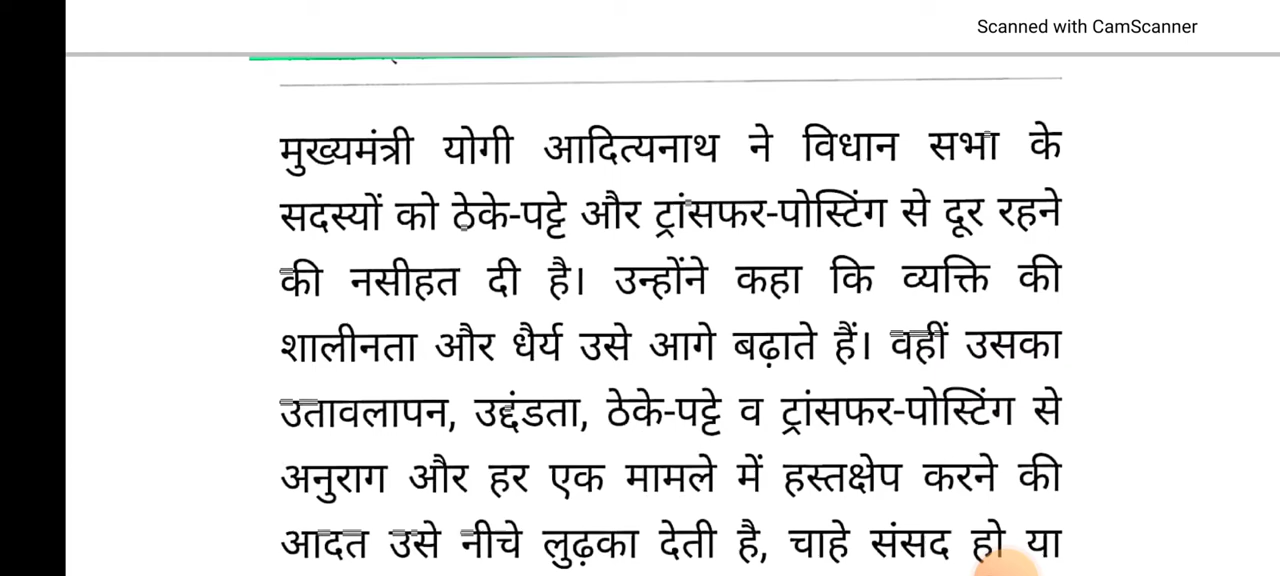 Scanned with CamScanner
मुख्यमंत्री योगी आदित्यनाथ ने विधान सभा के
सदस्यों को ठेके-पट्टे और ट्रांसफर-पोस्टिंग से दूर रहने
की नसीहत दी है। उन्होंने कहा कि व्यक्ति की
शालीनता और धैर्य उसे आगे बढ़ाते हैं। वहीं उसका
उतावलापन, उद्दंडता, ठेके-पट्टे व ट्रांसफर-पोस्टिंग से
अनुराग और हर एक मामले में हस्तक्षेप करने की
आदत उसे नीचे लुढ़का देती है, चाहे संसद हो या